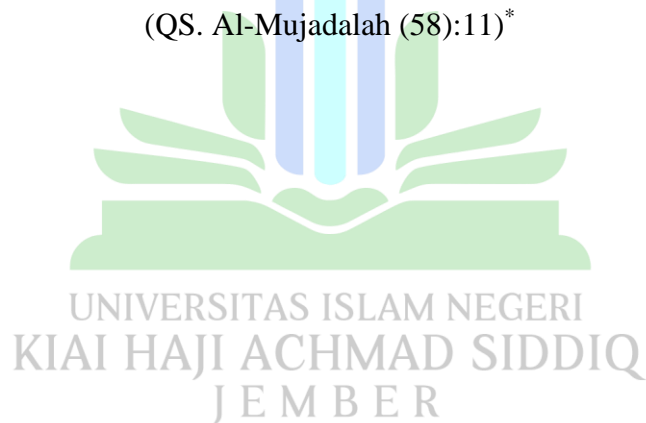 (QS. Al-Mujadalah (58):11)*
UNIVERSITAS ISLAM NEGERI
KIAI HAJI ACHMAD SIDDIQ
JEMBER